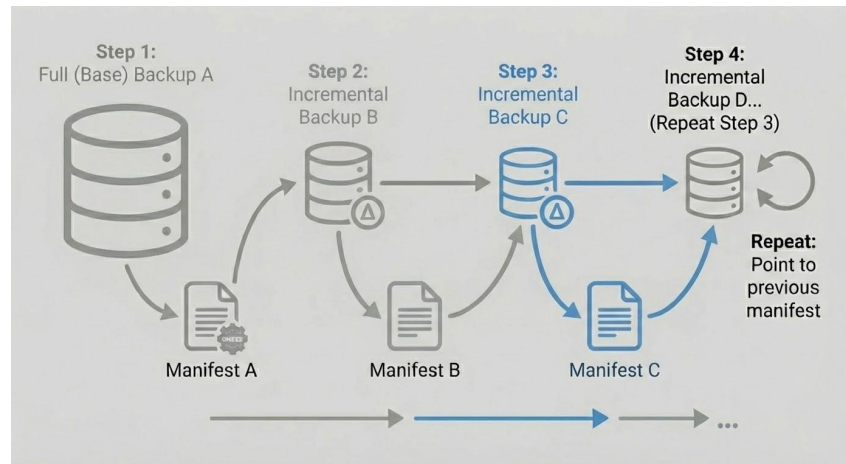 Step 1:
Full (Base) Backup A
Step 2:
Incremental
Backup B
Step 3:
Incremental
Backup C
Step 4:
Incremental
Backup D...
(Repeat Step 3)
Δ
Δ
Repeat:
Point to
previous
manifest
Manifest A
Manifest B
Manifest C
...